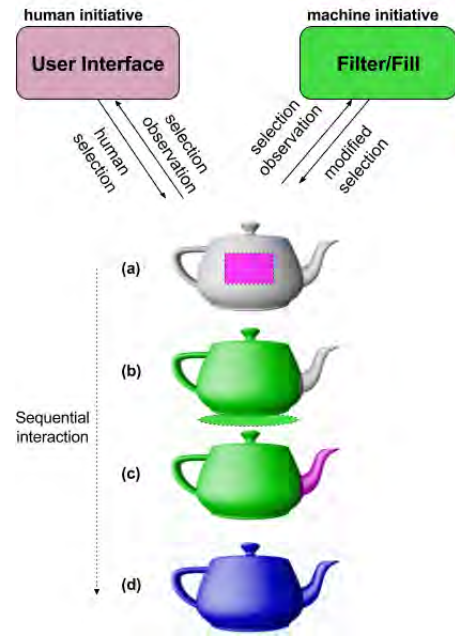 human initiative
machine initiative
User Interface
Filter/Fill
human
selection
selection
observation
selection
observation
modified
selection
(a)
(b)
Sequential
interaction
(c)
(d)